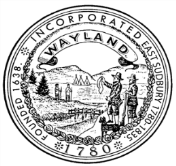 FOUNDED 1638.
INCORPORATED EAST SUDBURY 1780-1835.
WAYLAND
1780